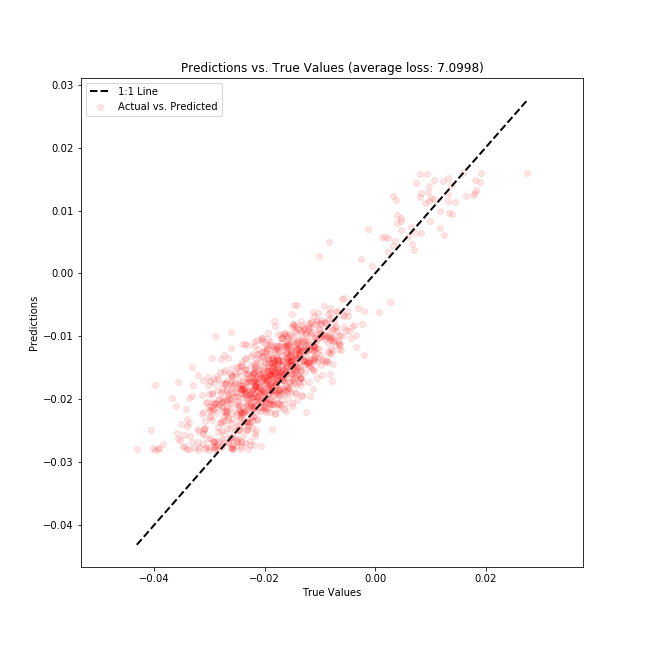 Predictions vs. True Values (average loss: 7.0998)
0.03
1:1 Line
Actual vs. Predicted
0.02
0.01
0.00
Predictions
−0.01
−0.02
−0.03
−0.04
−0.04 −0.02 0.00 0.02
True Values